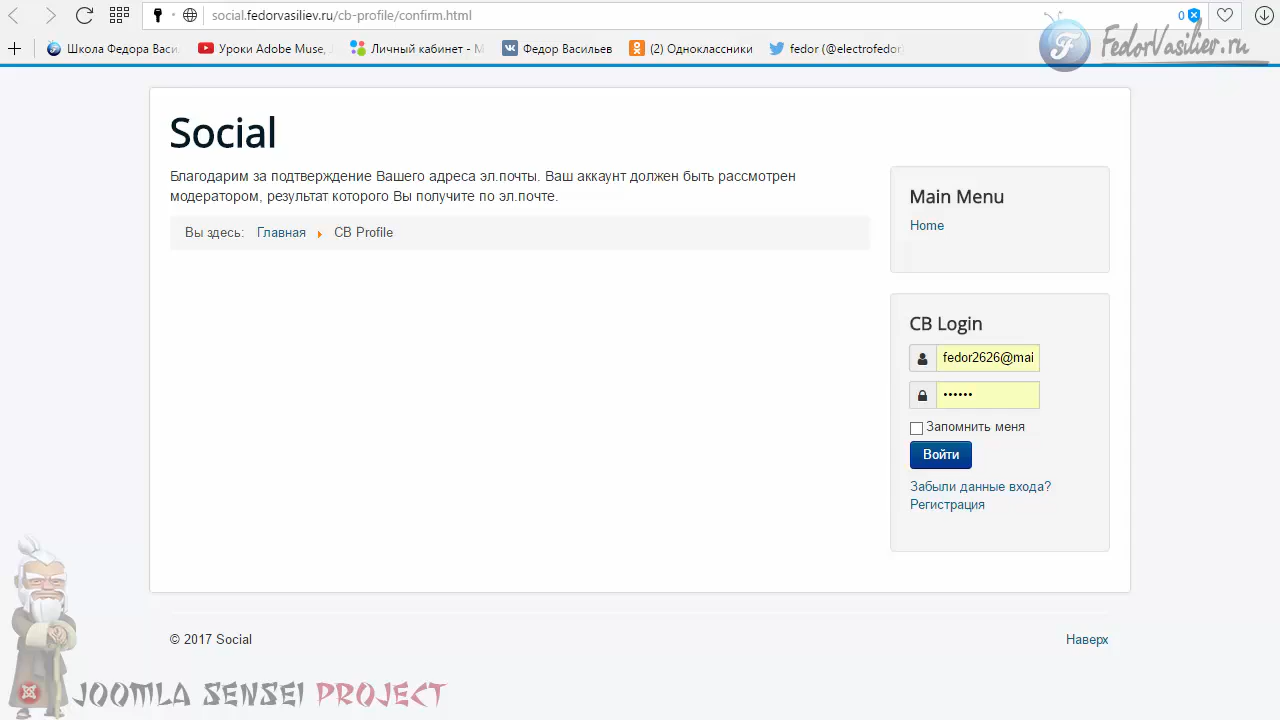 social.fedorvasiliev.ru/cb-profile/confirm.html
0
Школа Федора Васи
Уроки Adobe Muse,
Личный кабинет - М
Федор Васильев
(2) Одноклассники
fedor (@electrofedor
FedorVasiliev.ru
Social
Благодарим за подтверждение Вашего адреса эл.почты. Ваш аккаунт должен быть рассмотрен
модератором, результат которого Вы получите по эл.почте.
Вы здесь: Главная CB Profile
Main Menu
Home
CB Login
fedor2626@mai
••••••
Запомнить меня
Войти
Забыли данные входа?
Регистрация
© 2017 Social
Наверх
JOOMLA SENSEI PROJECT